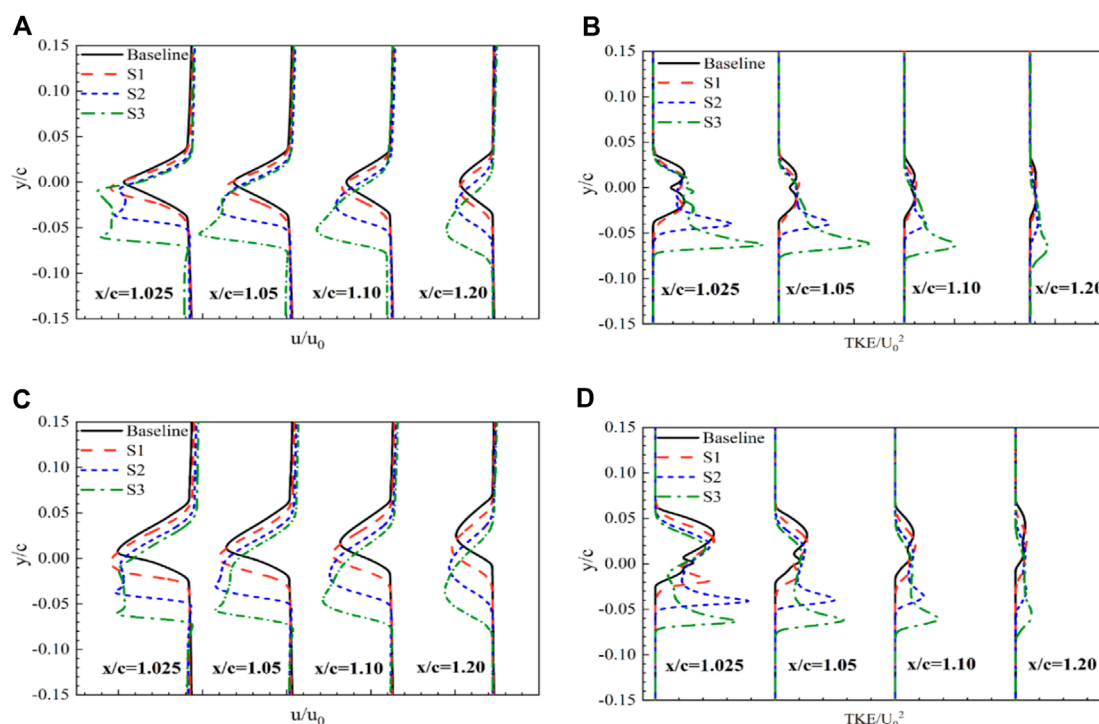 A
0.15
0.10
0.05
0.00
-0.05
-0.10
-0.15
y/c
Baseline
S1
S2
S3
x/c=1.025 x/c=1.05 x/c=1.10 x/c=1.20
u/u0
B
0.15
0.10
0.05
0.00
-0.05
-0.10
-0.15
y/c
Baseline
S1
S2
S3
x/c=1.025 x/c=1.05 x/c=1.10 x/c=1.20
TKE/U0²
C
0.15
0.10
0.05
0.00
-0.05
-0.10
-0.15
y/c
Baseline
S1
S2
S3
x/c=1.025 x/c=1.05 x/c=1.10 x/c=1.20
u/u0
D
0.15
0.10
0.05
0.00
-0.05
-0.10
-0.15
y/c
Baseline
S1
S2
S3
x/c=1.025 x/c=1.05 x/c=1.10 x/c=1.20
TKE/U0²